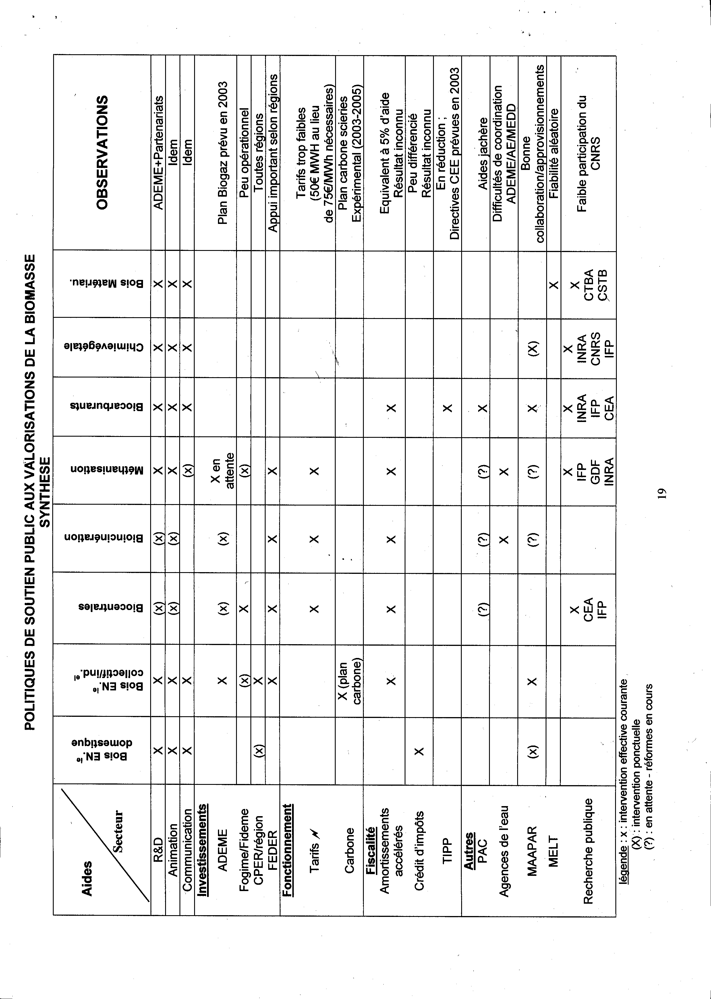 POLITIQUES DE SOUTIEN PUBLIC AUX VALORISATIONS DE LA BIOMASSE
SYNTHESE
Aides
Secteur
Bois EN.ie
domestique
Bois EN.ie
collectif/ind.el
Biocentrales
Bioincinération
Méthanisation
Biocarburants
Chimievégétale
Bois Matériau.
OBSERVATIONS
R&D X X (x) (x) X X X X ADEME+Partenariats
Animation X X (x) (x) X X X X Idem
Communication X X (x) X X X Idem
Investissements
ADEME X (x) (x) X en attente Plan Biogaz prévu en 2003
Fogime/Fideme (x) X (x) Peu opérationnel
CPER/région (x) X Toutes régions
FEDER X X X X Appui important selon régions
Fonctionnement
Tarifs X X X Tarifs trop faibles
(50€ MWH au lieu
de 75€/MWh nécessaires)
Carbone X (plan
carbone) Plan carbone scieries
Expérimental (2003-2005)
Fiscalité
Amortissements
accélérés X X X X X Equivalent à 5% d'aide
Résultat inconnu
Crédit d'impôts X Peu différencié
Résultat inconnu
TIPP X En réduction ;
Directives CEE prévues en 2003
Autres
PAC (?) (?) (?) X Aides jachère
Agences de l'eau X X Difficultés de coordination
ADEME/AE/MEDD
MAAPAR (x) X (?) (?) X (X) Bonne
collaboration/approvisionnements
MELT X Fiabilité aléatoire
Recherche publique
X
CEA
IFP
X
IFP
GDF
INRA
X
INRA
IFP
CEA
X
INRA
CNRS
IFP
X
CTBA
CSTB
Faible participation du
CNRS
légende : x : intervention effective courante
(X) : intervention ponctuelle
(?) : en attente - réformes en cours
19